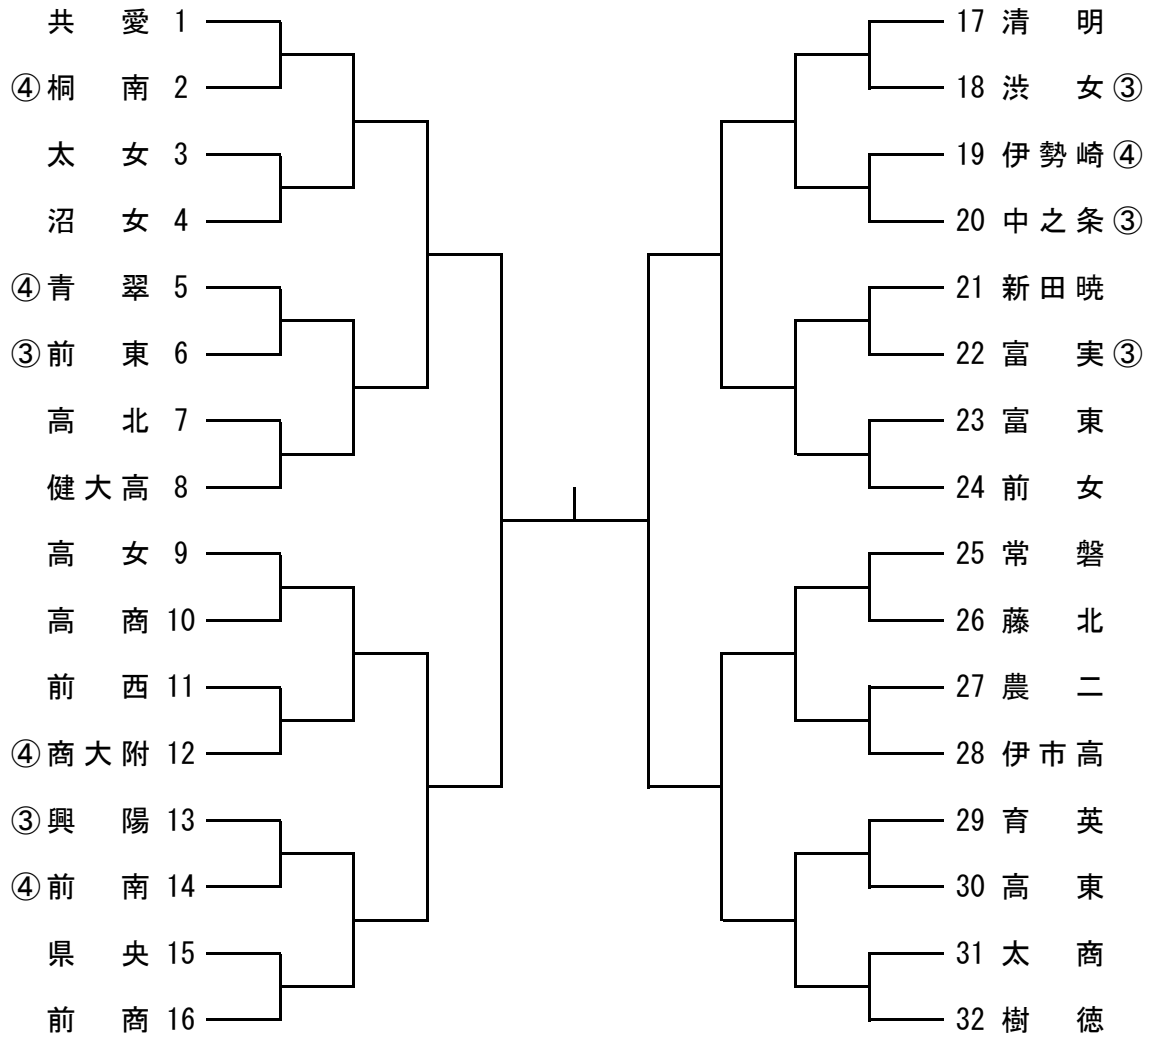 共愛 1
④桐南 2
太女 3
沼女 4
④青翠 5
③前東 6
高北 7
健大高 8
高女 9
高商 10
前西 11
④商大附 12
③興陽 13
④前南 14
県央 15
前商 16
17 清明
18 渋女③
19 伊勢崎④
20 中之条③
21 新田暁
22 富実③
23 富東
24 前女
25 常磐
26 藤北
27 農二
28 伊市高
29 育英
30 高東
31 太商
32 樹徳